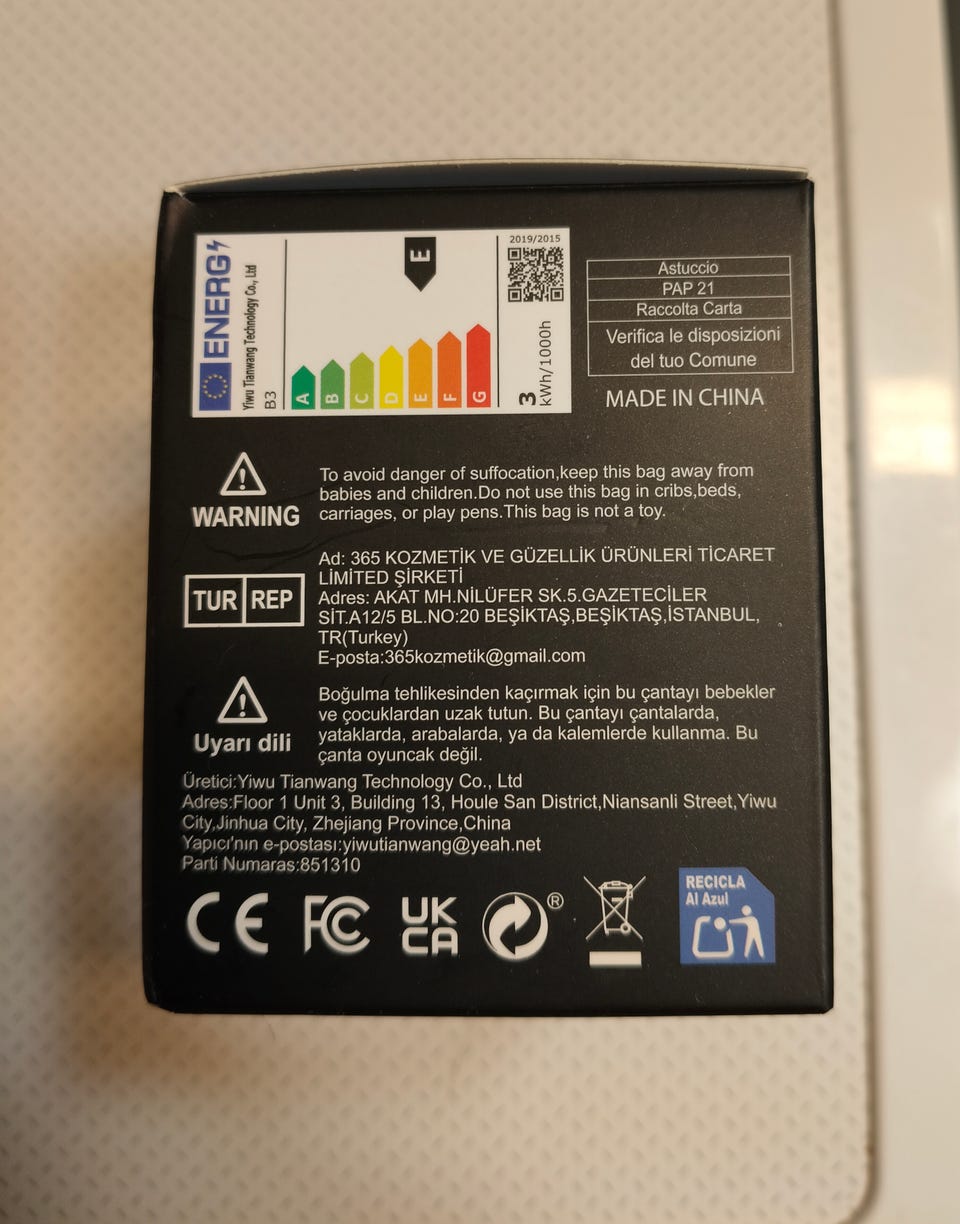 ENERG
Yiwu Tianwang Technology Co., Ltd
B3
A
B
C
D
E
F
G
E
2019/2015
3
kWh/1000h
Astuccio
PAP 21
Raccolta Carta
Verifica le disposizioni
del tuo Comune
MADE IN CHINA
WARNING
To avoid danger of suffocation,keep this bag away from
babies and children.Do not use this bag in cribs,beds,
carriages, or play pens.This bag is not a toy.
TUR REP
Ad: 365 KOZMETİK VE GÜZELLİK ÜRÜNLERİ TİCARET
LİMİTED ŞİRKETİ
Adres: AKAT MH.NİLÜFER SK.5.GAZETECİLER
SİT.A12/5 BL.NO:20 BEŞİKTAŞ,BEŞİKTAŞ,İSTANBUL,
TR(Turkey)
E-posta:365kozmetik@gmail.com
Uyarı dili
Boğulma tehlikesinden kaçırmak için bu çantayı bebekler
ve çocuklardan uzak tutun. Bu çantayı çantalarda,
yataklarda, arabalarda, ya da kalemlerde kullanma. Bu
çanta oyuncak değil.
Üretici:Yiwu Tianwang Technology Co., Ltd
Adres:Floor 1 Unit 3, Building 13, Houle San District,Niansanli Street,Yiwu
City,Jinhua City, Zhejiang Province,China
Yapıcı'nın e-postası:yiwutianwang@yeah.net
Parti Numaras:851310
CE
FC
UK
CA
®
RECICLA
Al Azul